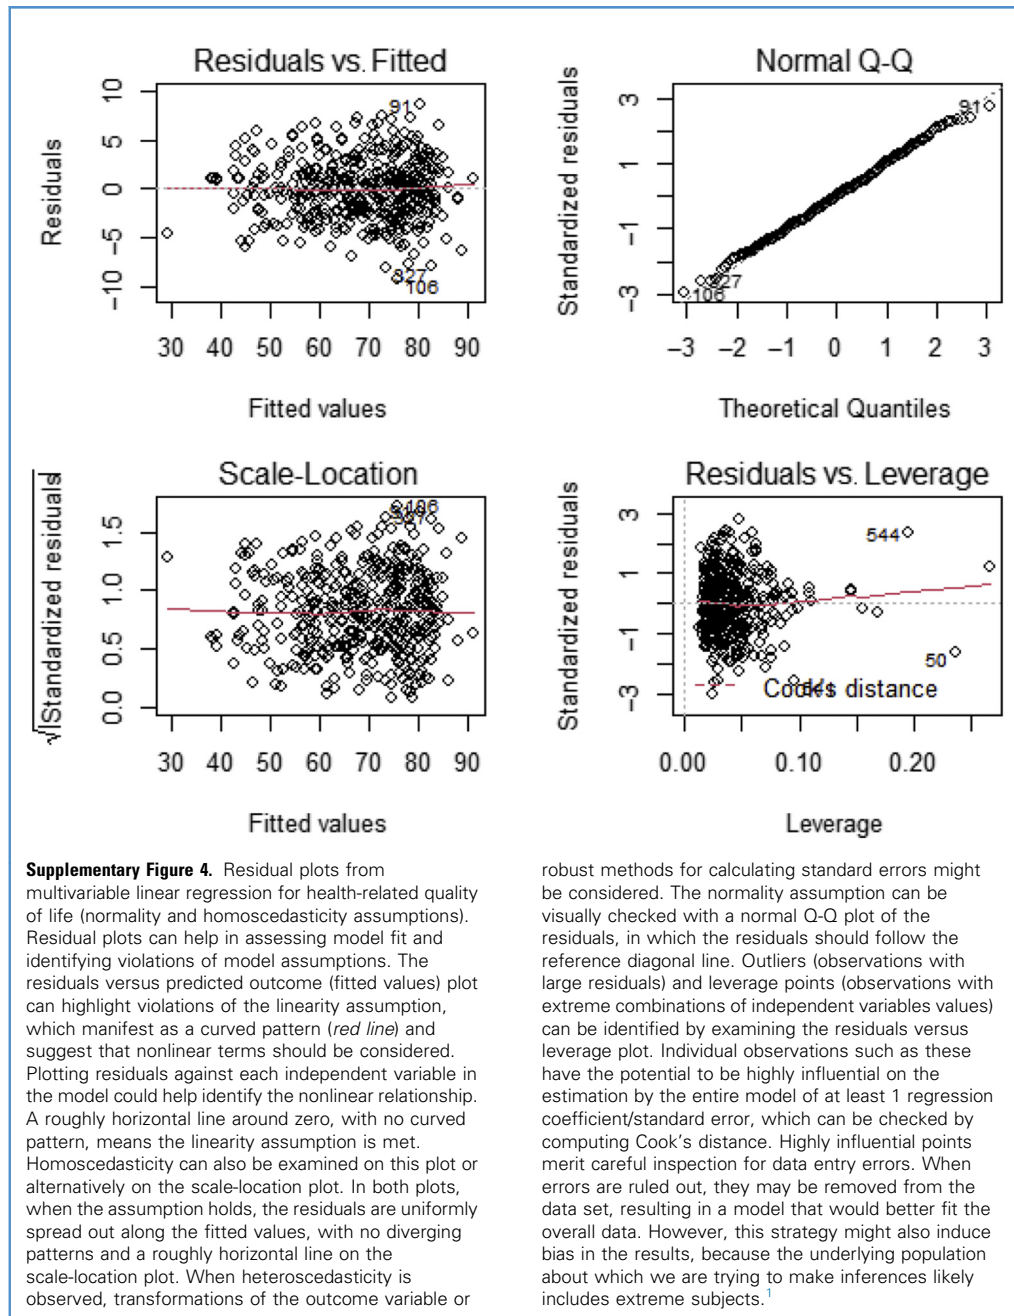 Residuals vs. Fitted
Residuals
10
5
0
−5
−10
91
327
106
30 40 50 60 70 80 90
Fitted values
Normal Q-Q
Standardized residuals
3
1
−1
−3
91
327
106
−3 −2 −1 0 1 2 3
Theoretical Quantiles
Scale-Location
√|Standardized residuals|
1.5
1.0
0.5
0.0
106
30 40 50 60 70 80 90
Fitted values
Residuals vs. Leverage
Standardized residuals
3
1
−1
−3
544
50
Cook's distance
0.00 0.10 0.20
Leverage
Supplementary Figure 4. Residual plots from
multivariable linear regression for health-related quality
of life (normality and homoscedasticity assumptions).
Residual plots can help in assessing model fit and
identifying violations of model assumptions. The
residuals versus predicted outcome (fitted values) plot
can highlight violations of the linearity assumption,
which manifest as a curved pattern (red line) and
suggest that nonlinear terms should be considered.
Plotting residuals against each independent variable in
the model could help identify the nonlinear relationship.
A roughly horizontal line around zero, with no curved
pattern, means the linearity assumption is met.
Homoscedasticity can also be examined on this plot or
alternatively on the scale-location plot. In both plots,
when the assumption holds, the residuals are uniformly
spread out along the fitted values, with no diverging
patterns and a roughly horizontal line on the
scale-location plot. When heteroscedasticity is
observed, transformations of the outcome variable or
robust methods for calculating standard errors might
be considered. The normality assumption can be
visually checked with a normal Q-Q plot of the
residuals, in which the residuals should follow the
reference diagonal line. Outliers (observations with
large residuals) and leverage points (observations with
extreme combinations of independent variables values)
can be identified by examining the residuals versus
leverage plot. Individual observations such as these
have the potential to be highly influential on the
estimation by the entire model of at least 1 regression
coefficient/standard error, which can be checked by
computing Cook's distance. Highly influential points
merit careful inspection for data entry errors. When
errors are ruled out, they may be removed from the
data set, resulting in a model that would better fit the
overall data. However, this strategy might also induce
bias in the results, because the underlying population
about which we are trying to make inferences likely
includes extreme subjects.1